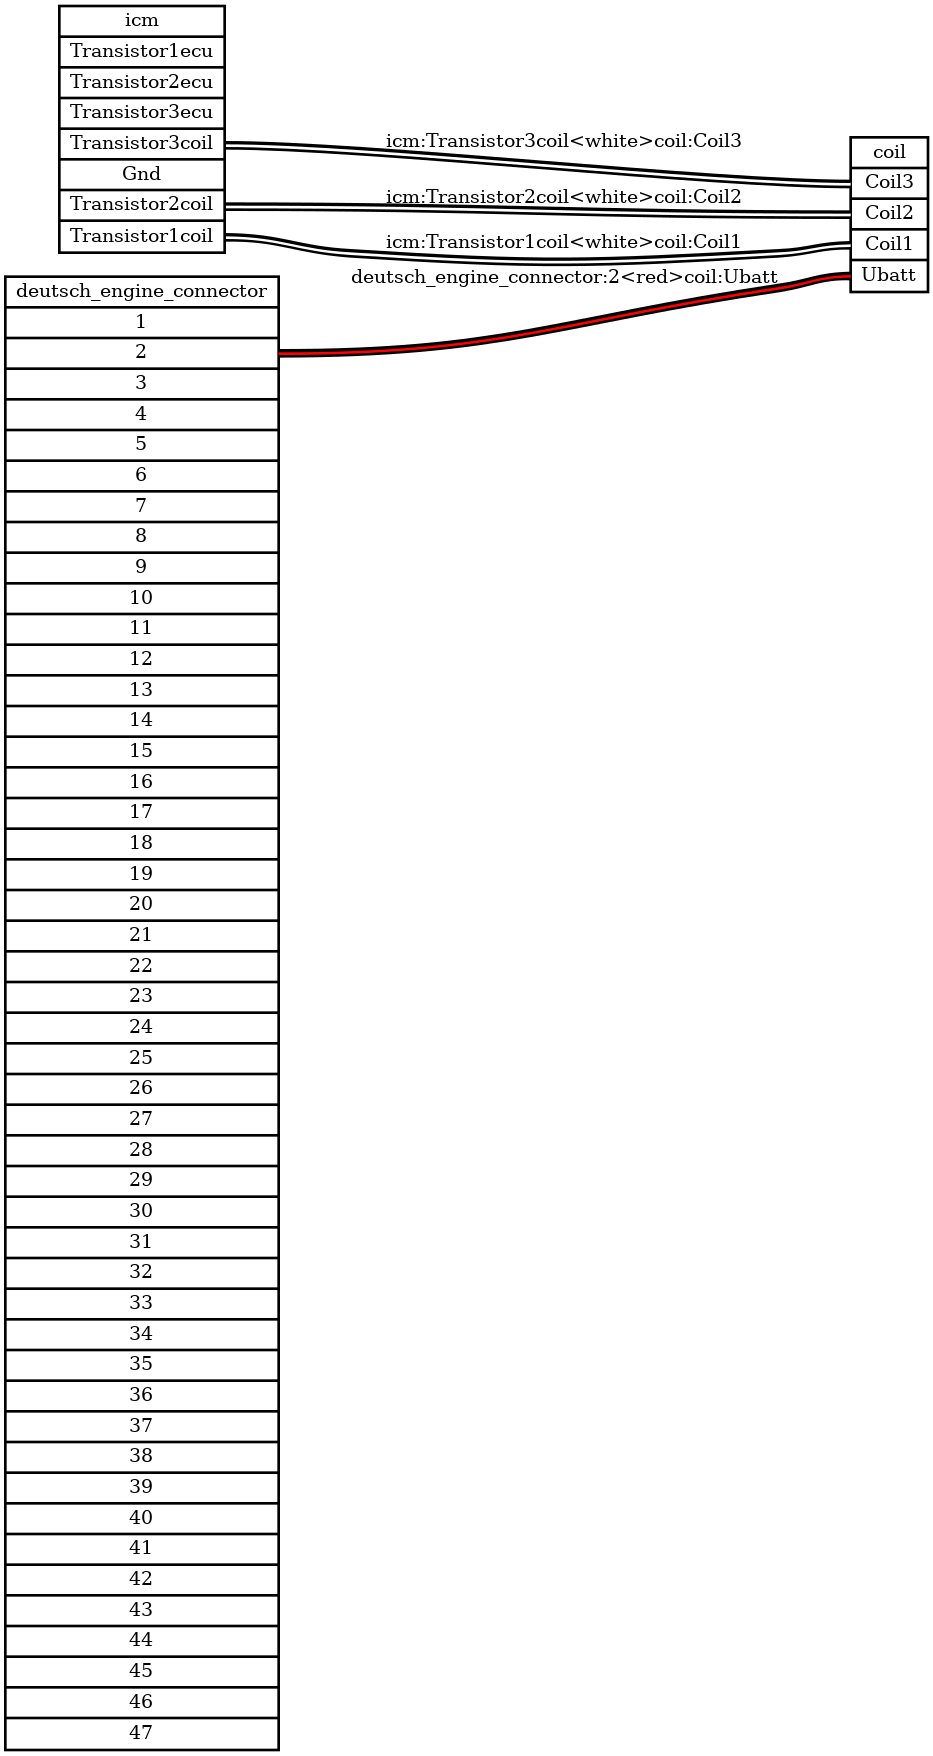 icm
Transistor1ecu
Transistor2ecu
Transistor3ecu
Transistor3coil
Gnd
Transistor2coil
Transistor1coil
icm:Transistor3coil<white>coil:Coil3
icm:Transistor2coil<white>coil:Coil2
icm:Transistor1coil<white>coil:Coil1
deutsch_engine_connector:2<red>coil:Ubatt
coil
Coil3
Coil2
Coil1
Ubatt
deutsch_engine_connector
1
2
3
4
5
6
7
8
9
10
11
12
13
14
15
16
17
18
19
20
21
22
23
24
25
26
27
28
29
30
31
32
33
34
35
36
37
38
39
40
41
42
43
44
45
46
47